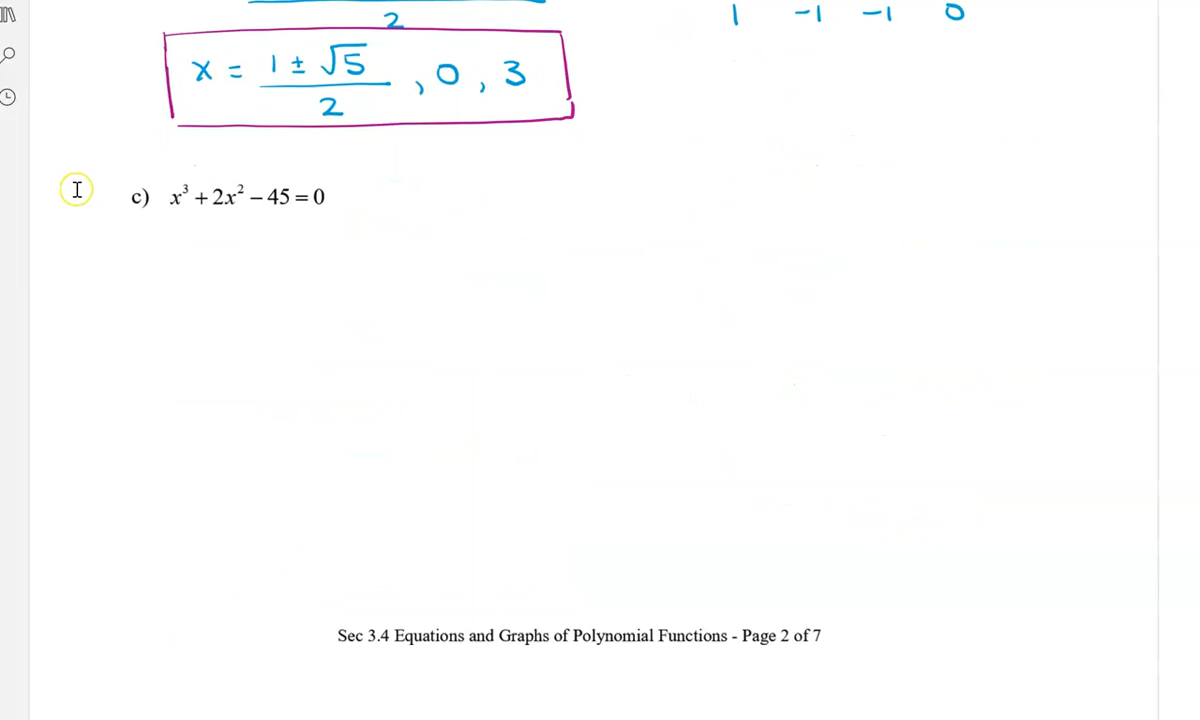 2
1 -1 -1 0
x = 1 ± √5 / 2 , 0 , 3
c) x³ + 2x² – 45 = 0
Sec 3.4 Equations and Graphs of Polynomial Functions - Page 2 of 7